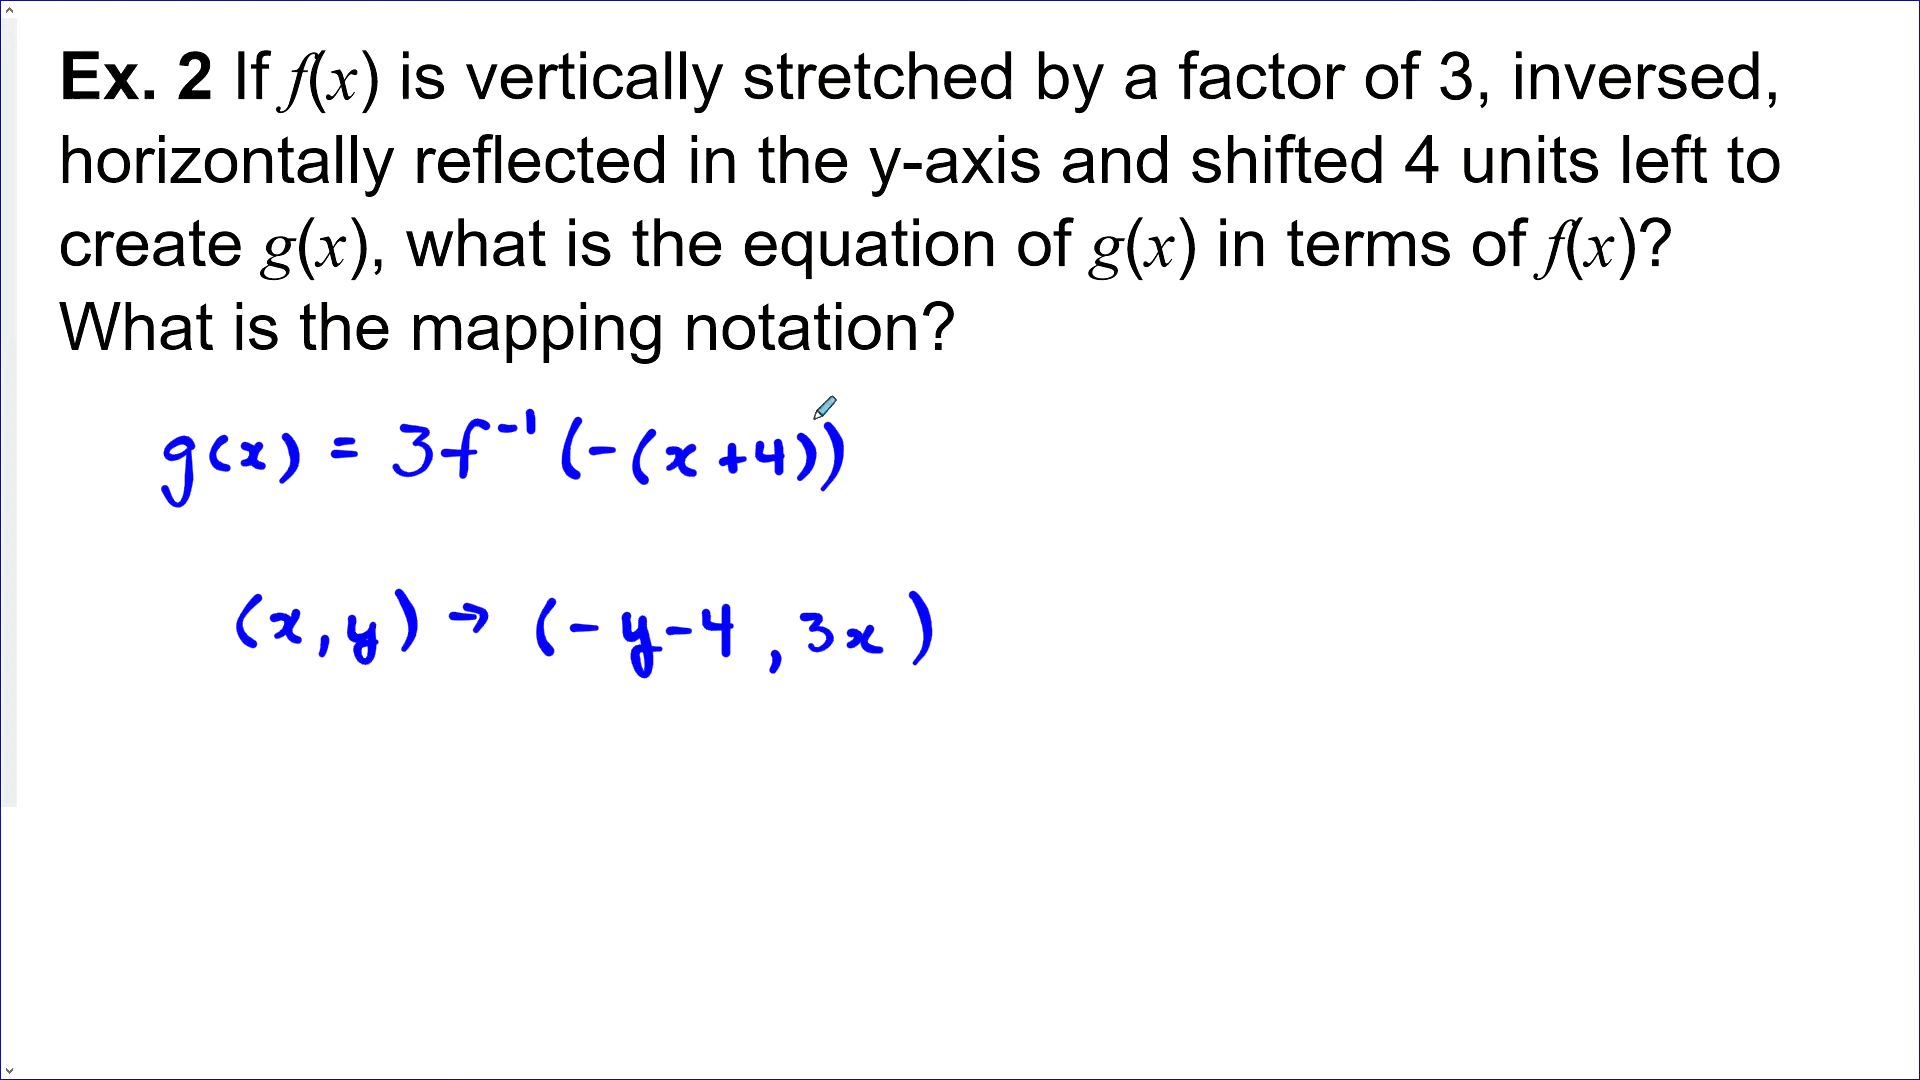 Ex. 2 If f(x) is vertically stretched by a factor of 3, inversed,
horizontally reflected in the y-axis and shifted 4 units left to
create g(x), what is the equation of g(x) in terms of f(x)?
What is the mapping notation?
g(x) = 3f⁻¹(-(x+4))
(x,y) → (-y-4, 3x)